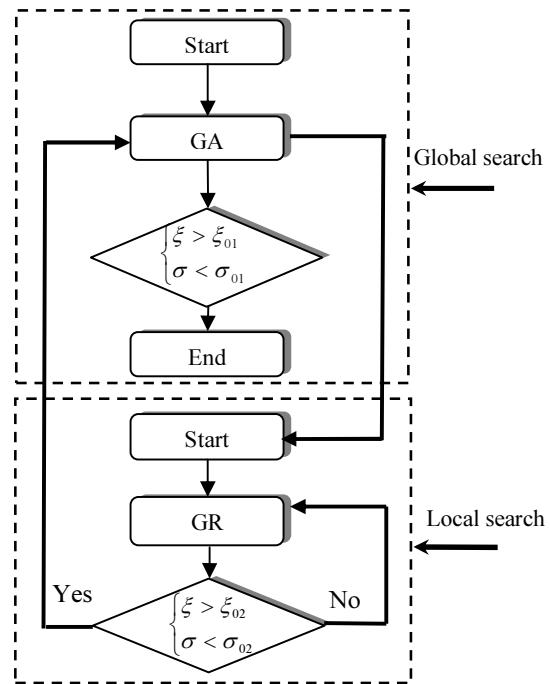 Start
GA
Global search
ξ > ξ₀₁
σ < σ₀₁
End
Start
GR
Local search
Yes
No
ξ > ξ₀₂
σ < σ₀₂